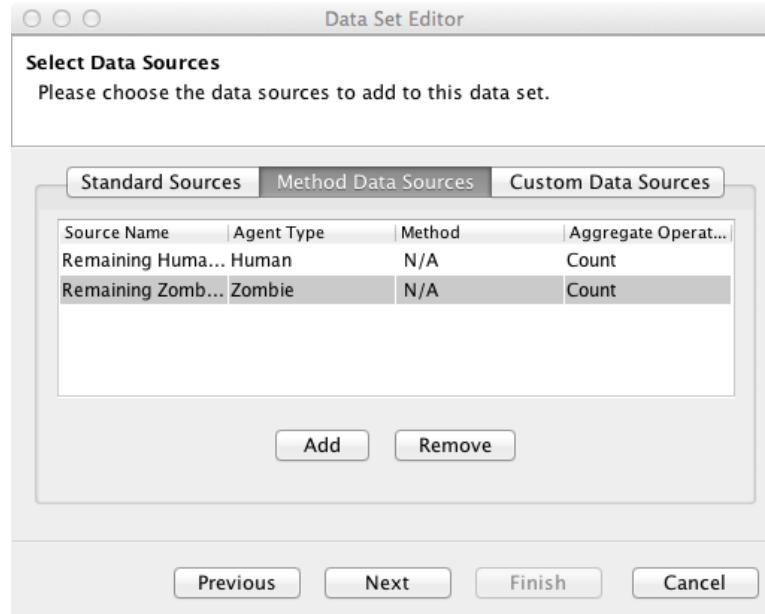 Data Set Editor
Select Data Sources
Please choose the data sources to add to this data set.
Standard Sources Method Data Sources Custom Data Sources
Source Name Agent Type Method Aggregate Operat...
Remaining Huma... Human N/A Count
Remaining Zomb... Zombie N/A Count
Add Remove
Previous Next Finish Cancel